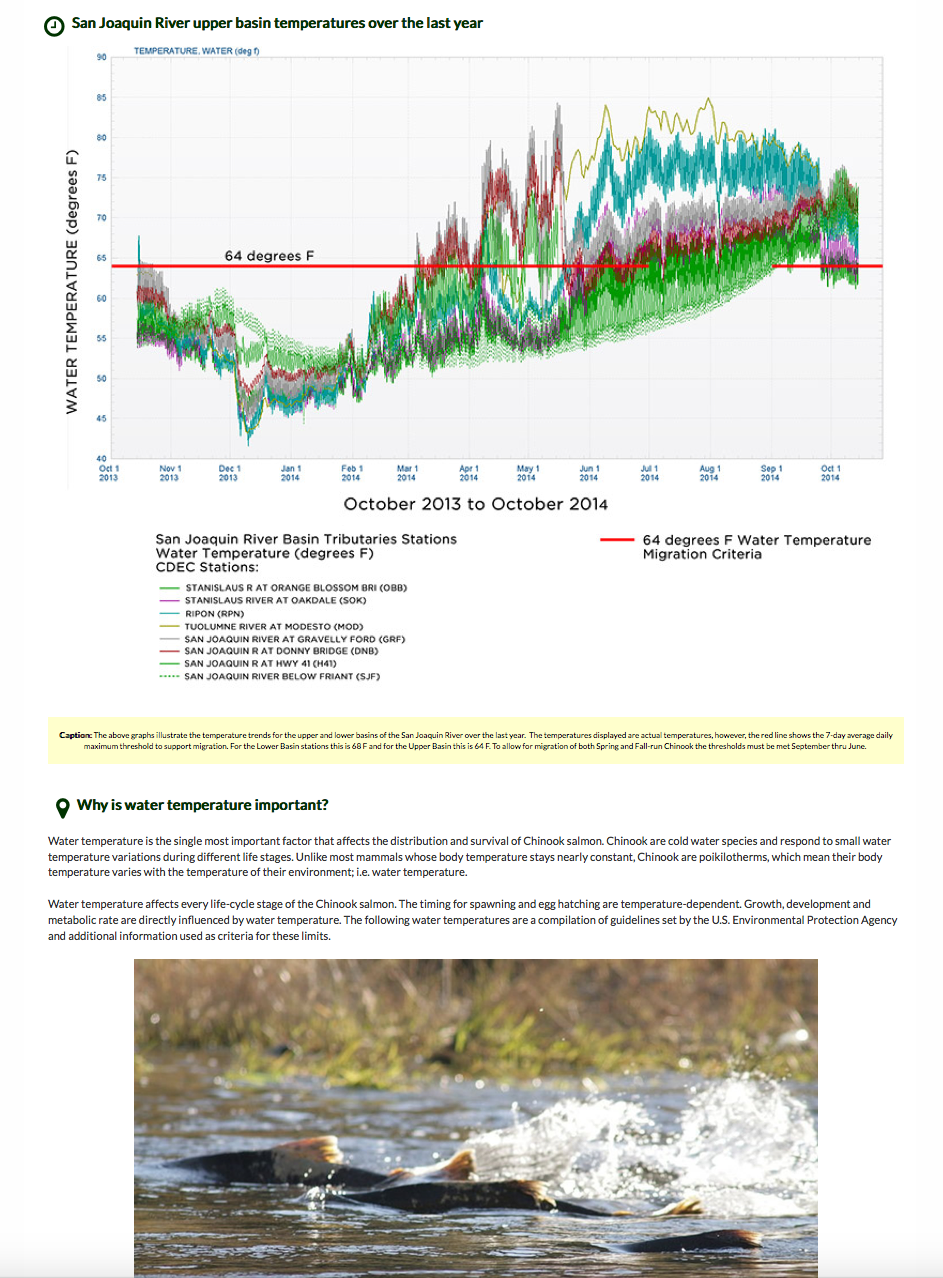 San Joaquin River upper basin temperatures over the last year
TEMPERATURE, WATER (deg f)
90
85
80
75
70
65
60
55
50
45
40
WATER TEMPERATURE (degrees F)
64 degrees F
Oct 1 Nov 1 Dec 1 Jan 1 Feb 1 Mar 1 Apr 1 May 1 Jun 1 Jul 1 Aug 1 Sep 1 Oct 1
2013 2013 2013 2014 2014 2014 2014 2014 2014 2014 2014 2014 2014
October 2013 to October 2014
San Joaquin River Basin Tributaries Stations
Water Temperature (degrees F)
CDEC Stations:
STANISLAUS R AT ORANGE BLOSSOM BRI (OBB)
STANISLAUS RIVER AT OAKDALE (SOK)
RIPON (RPN)
TUOLUMNE RIVER AT MODESTO (MOD)
SAN JOAQUIN RIVER AT GRAVELLY FORD (GRF)
SAN JOAQUIN R AT DONNY BRIDGE (DNB)
SAN JOAQUIN R AT HWY 41 (H41)
SAN JOAQUIN RIVER BELOW FRIANT (SJF)
64 degrees F Water Temperature
Migration Criteria
Caption: The above graphs illustrate the temperature trends for the upper and lower basins of the San Joaquin River over the last year. The temperatures displayed are actual temperatures, however, the red line shows the 7-day average daily
maximum threshold to support migration. For the Lower Basin stations this is 68 F and for the Upper Basin this is 64 F. To allow for migration of both Spring and Fall-run Chinook the thresholds must be met September thru June.
Why is water temperature important?
Water temperature is the single most important factor that affects the distribution and survival of Chinook salmon. Chinook are cold water species and respond to small water
temperature variations during different life stages. Unlike most mammals whose body temperature stays nearly constant, Chinook are poikilotherms, which mean their body
temperature varies with the temperature of their environment; i.e. water temperature.
Water temperature affects every life-cycle stage of the Chinook salmon. The timing for spawning and egg hatching are temperature-dependent. Growth, development and
metabolic rate are directly influenced by water temperature. The following water temperatures are a compilation of guidelines set by the U.S. Environmental Protection Agency
and additional information used as criteria for these limits.